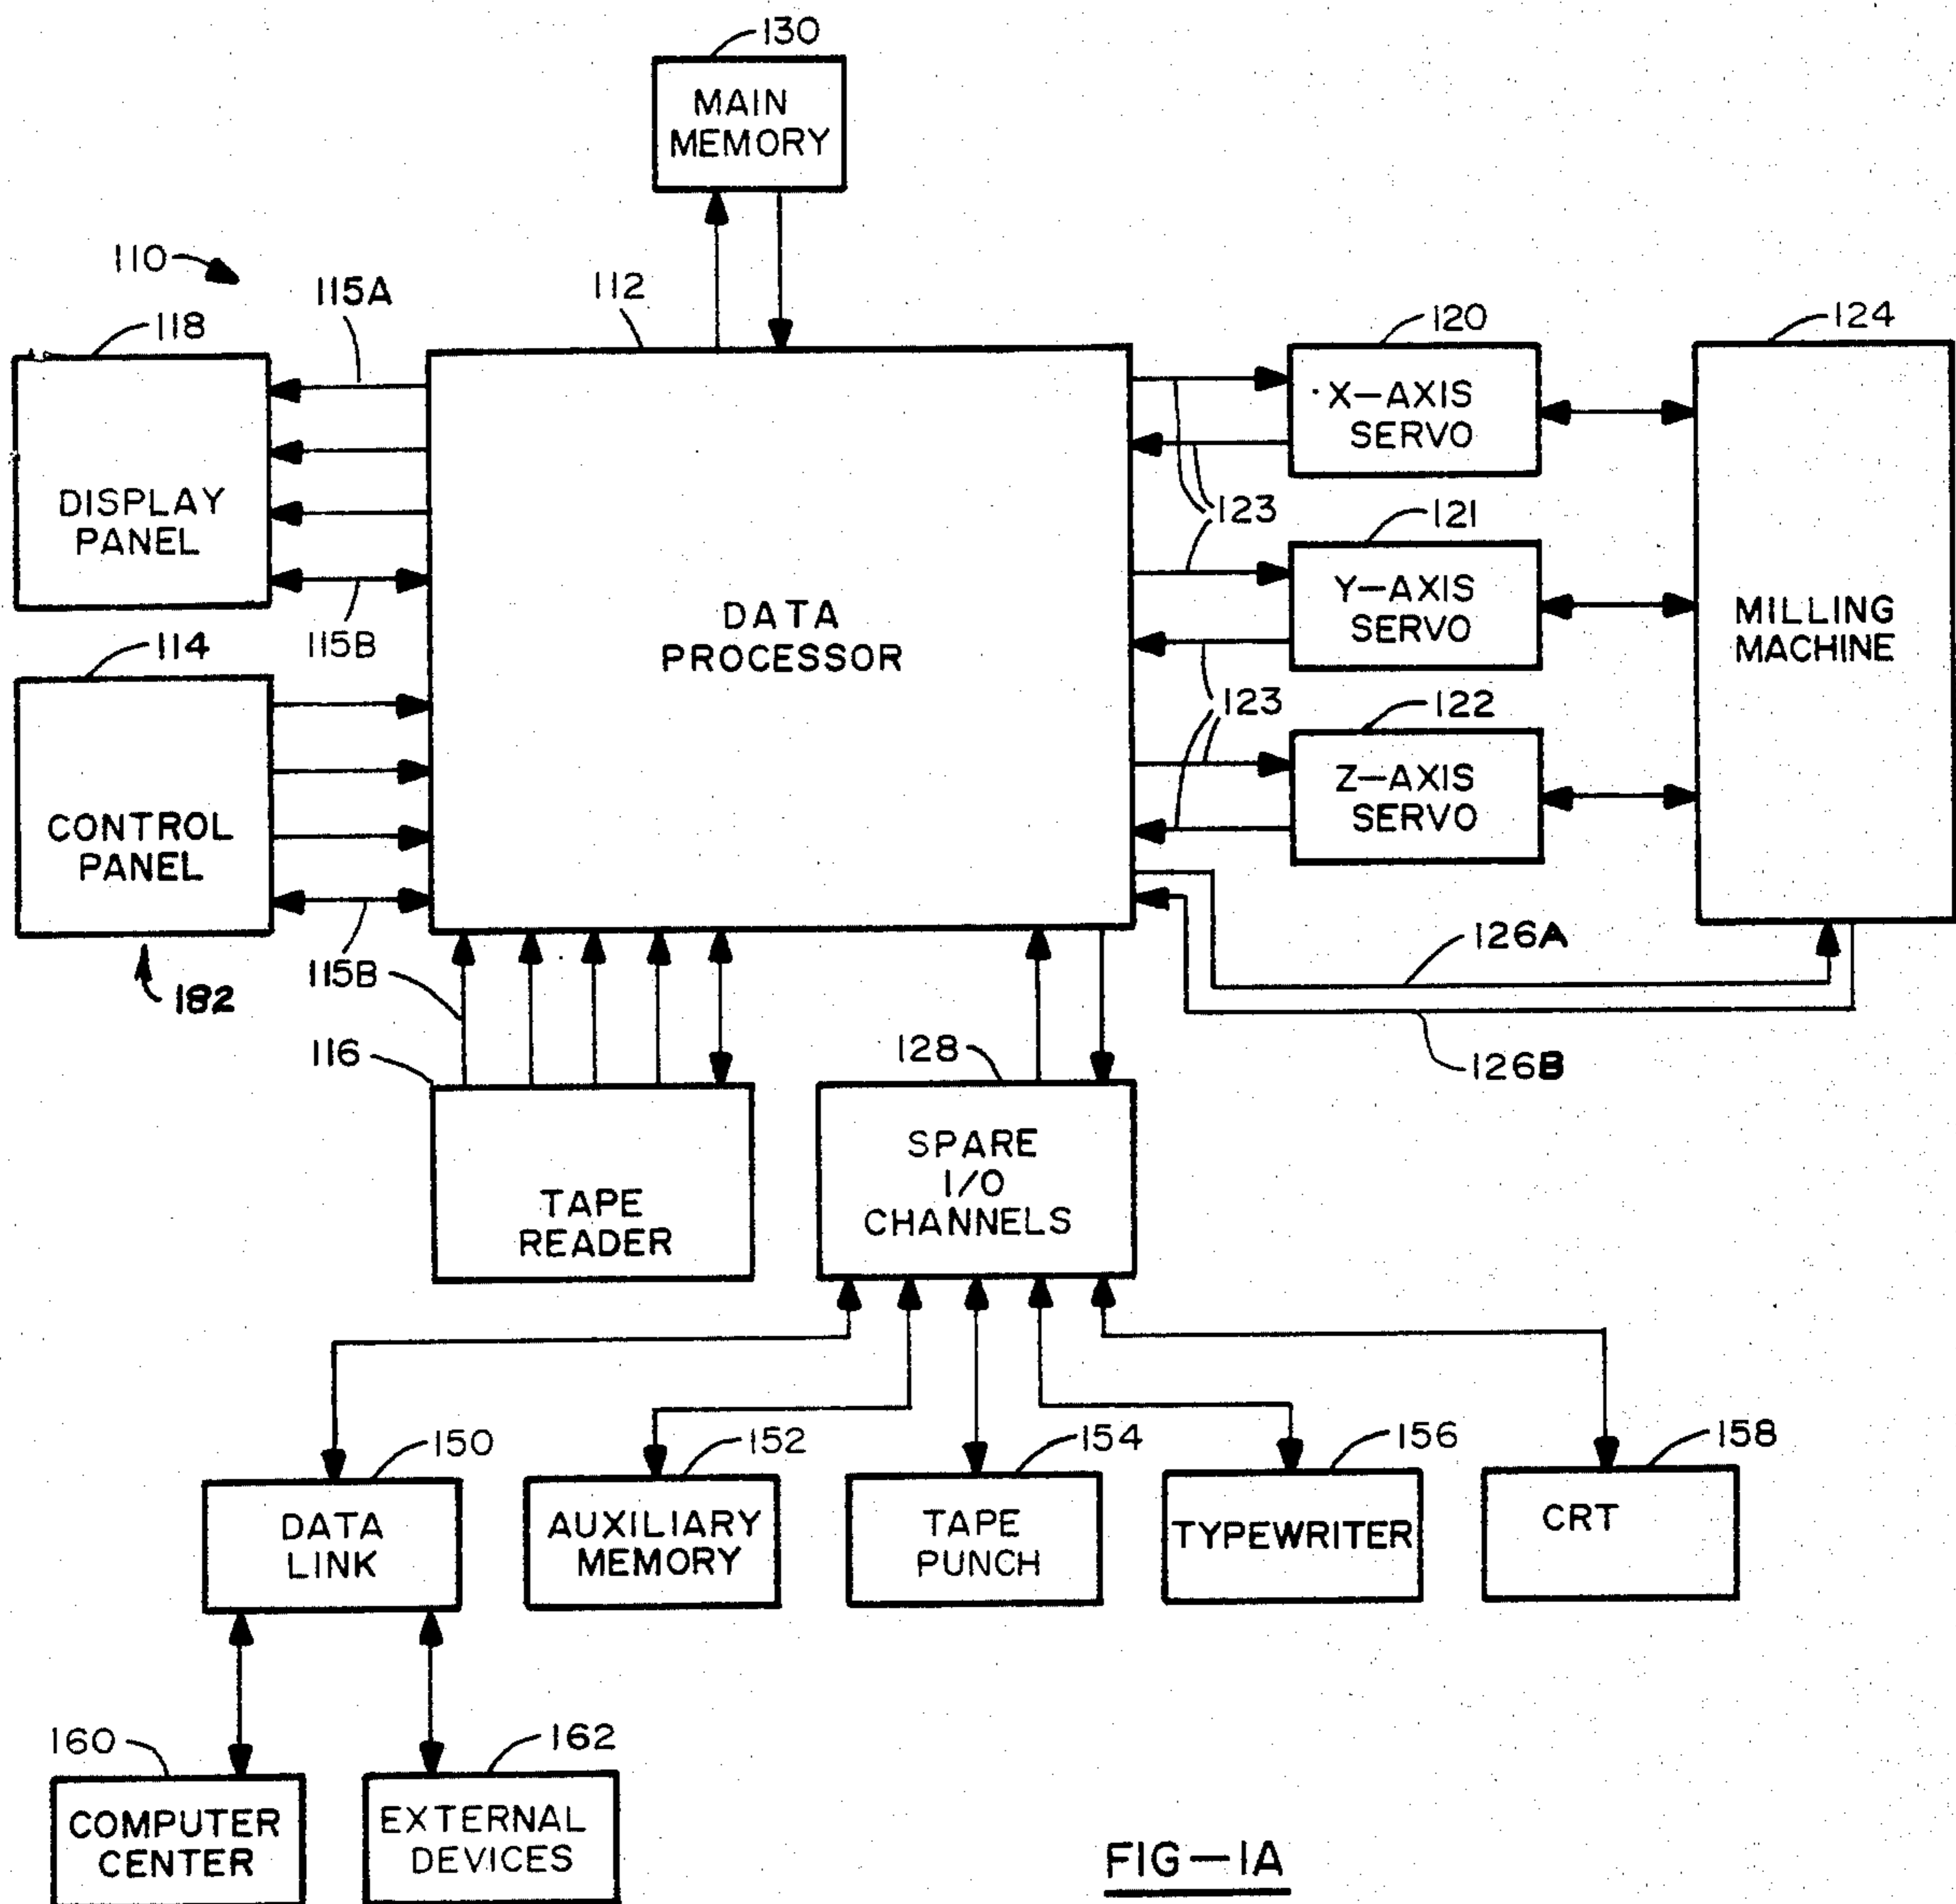 130
MAIN
MEMORY
110
115A
112
118
120
124
X-AXIS
SERVO
DISPLAY
PANEL
123
121
115B
DATA
PROCESSOR
Y-AXIS
SERVO
MILLING
MACHINE
114
123
122
CONTROL
PANEL
Z-AXIS
SERVO
126A
115B
182
116
128
126B
TAPE
READER
SPARE
I/O
CHANNELS
150
152
154
156
158
DATA
LINK
AUXILIARY
MEMORY
TAPE
PUNCH
TYPEWRITER
CRT
160
162
COMPUTER
CENTER
EXTERNAL
DEVICES
FIG-1A